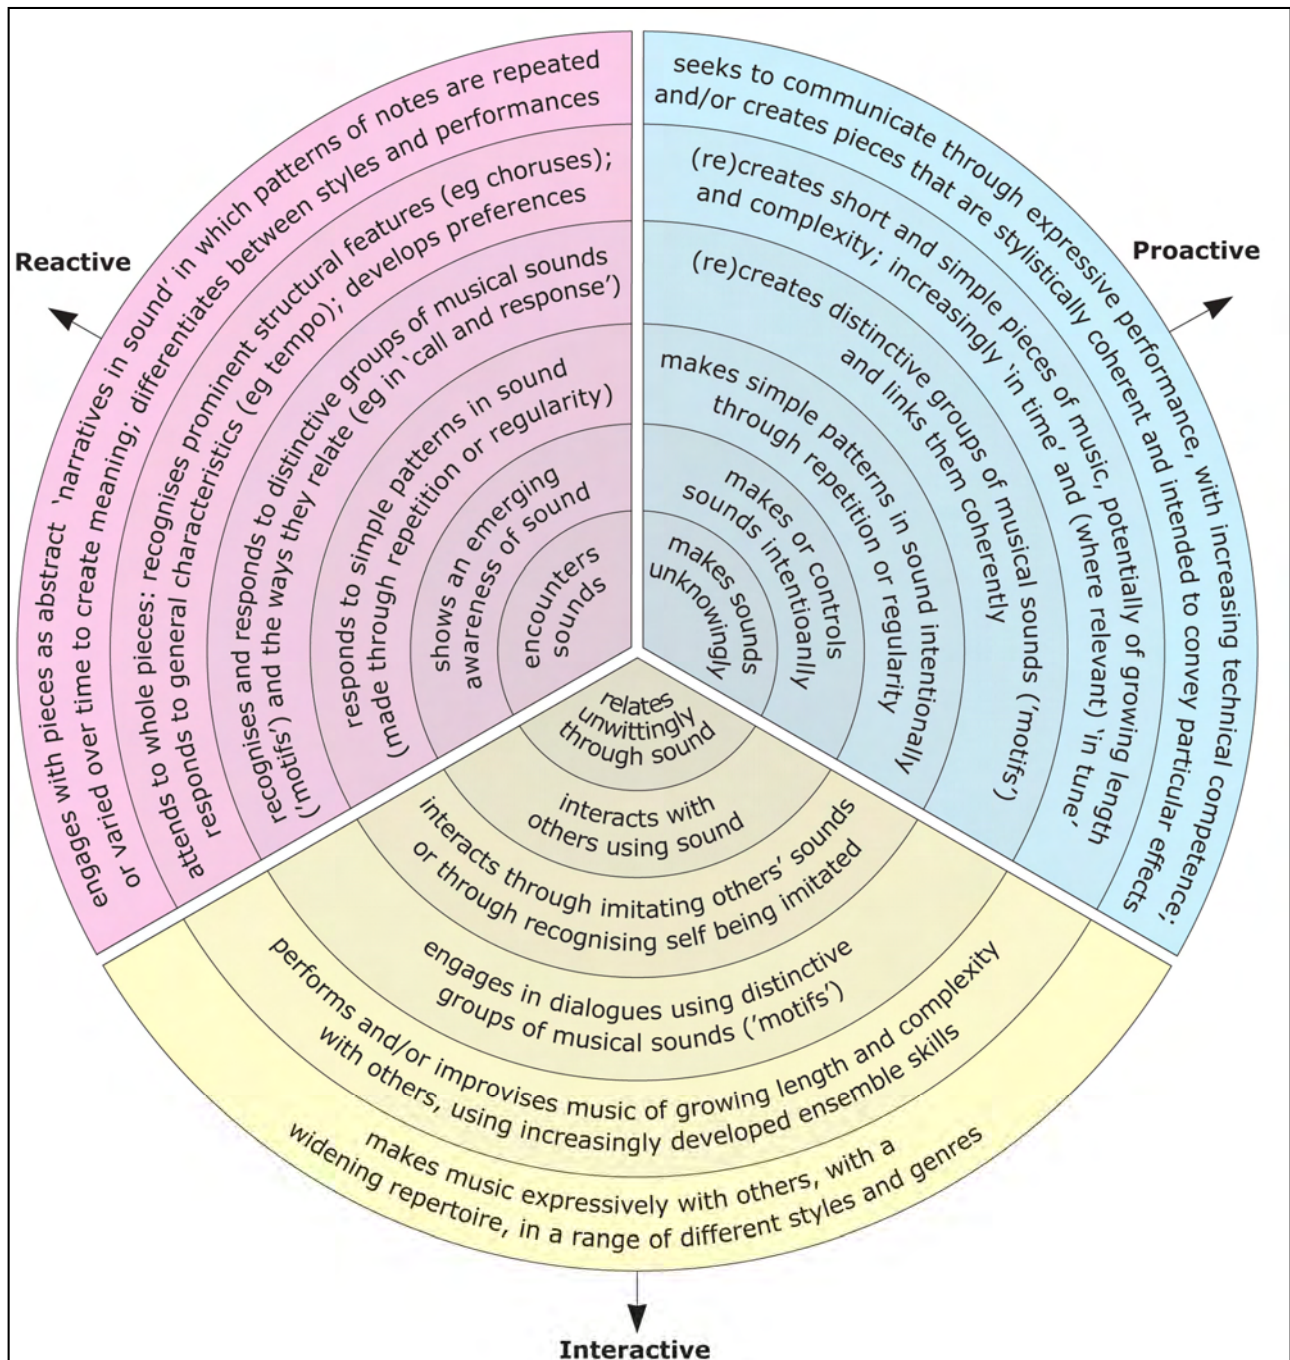 Reactive
engages with pieces as abstract ‘narratives in sound’ in which patterns of notes are repeated
or varied over time to create meaning; differentiates between styles and performances
attends to whole pieces: recognises prominent structural features (eg choruses);
responds to general characteristics (eg tempo); develops preferences
recognises and responds to distinctive groups of musical sounds
(‘motifs’) and the ways they relate (eg in ‘call and response’)
responds to simple patterns in sound
(made through repetition or regularity)
shows an emerging
awareness of sound
encounters
sounds
Proactive
seeks to communicate through expressive performance, with increasing technical competence;
and/or creates pieces that are stylistically coherent and intended to convey particular effects
(re)creates short and simple pieces of music, potentially of growing length
and complexity; increasingly ‘in time’ and (where relevant) ‘in tune’
(re)creates distinctive groups of musical sounds (’motifs’)
and links them coherently
makes simple patterns in sound intentionally
through repetition or regularity
makes or controls
sounds intentioanlly
makes sounds
unknowingly
relates
unwittingly
through sound
interacts with
others using sound
interacts through imitating others’ sounds
or through recognising self being imitated
engages in dialogues using distinctive
groups of musical sounds (’motifs’)
performs and/or improvises music of growing length and complexity
with others, using increasingly developed ensemble skills
makes music expressively with others, with a
widening repertoire, in a range of different styles and genres
Interactive